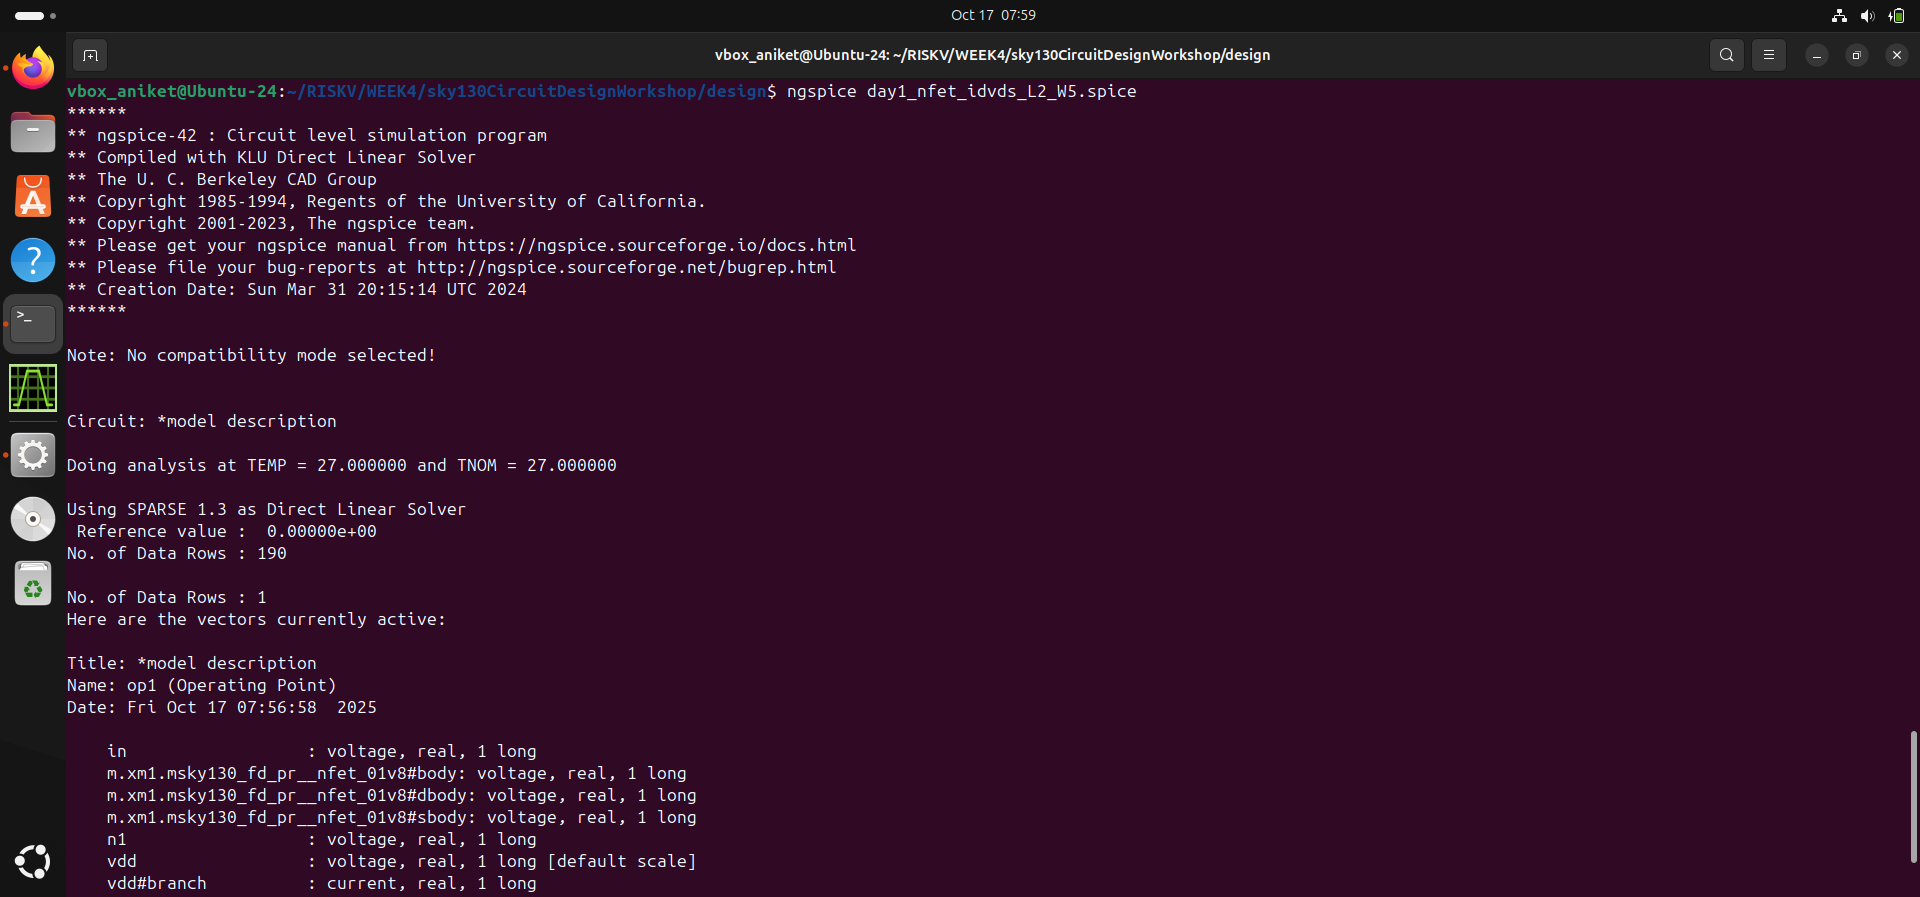 Oct 17 07:59
vbox_aniket@Ubuntu-24: ~/RISKV/WEEK4/sky130CircuitDesignWorkshop/design
vbox_aniket@Ubuntu-24:~/RISKV/WEEK4/sky130CircuitDesignWorkshop/design$ ngspice day1_nfet_idvds_L2_W5.spice
******
** ngspice-42 : Circuit level simulation program
** Compiled with KLU Direct Linear Solver
** The U. C. Berkeley CAD Group
** Copyright 1985-1994, Regents of the University of California.
** Copyright 2001-2023, The ngspice team.
** Please get your ngspice manual from https://ngspice.sourceforge.io/docs.html
** Please file your bug-reports at http://ngspice.sourceforge.net/bugrep.html
** Creation Date: Sun Mar 31 20:15:14 UTC 2024
******
Note: No compatibility mode selected!
Circuit: *model description
Doing analysis at TEMP = 27.000000 and TNOM = 27.000000
Using SPARSE 1.3 as Direct Linear Solver
Reference value :  0.00000e+00
No. of Data Rows : 190
No. of Data Rows : 1
Here are the vectors currently active:
Title: *model description
Name: op1 (Operating Point)
Date: Fri Oct 17 07:56:58  2025
in                  : voltage, real, 1 long
m.xm1.msky130_fd_pr__nfet_01v8#body: voltage, real, 1 long
m.xm1.msky130_fd_pr__nfet_01v8#dbody: voltage, real, 1 long
m.xm1.msky130_fd_pr__nfet_01v8#sbody: voltage, real, 1 long
n1                  : voltage, real, 1 long
vdd                 : voltage, real, 1 long [default scale]
vdd#branch          : current, real, 1 long